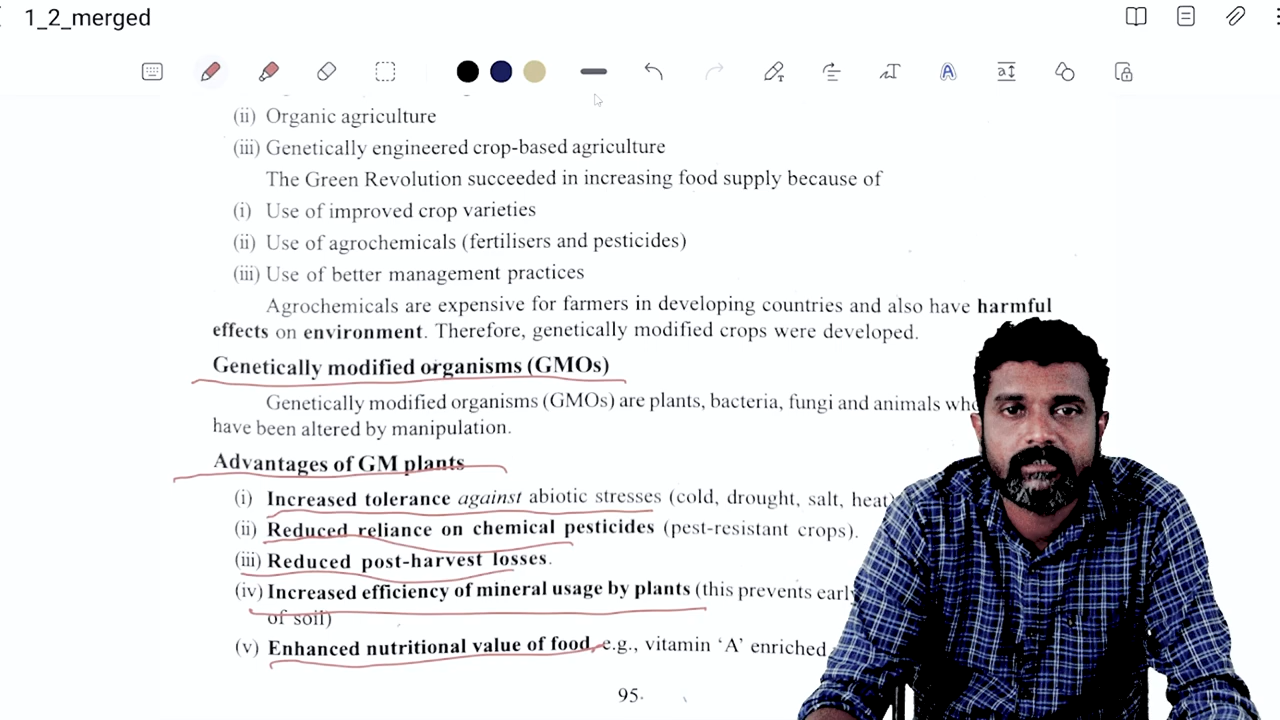 1_2_merged
(ii) Organic agriculture
(iii) Genetically engineered crop-based agriculture
The Green Revolution succeeded in increasing food supply because of
(i) Use of improved crop varieties
(ii) Use of agrochemicals (fertilisers and pesticides)
(iii) Use of better management practices
Agrochemicals are expensive for farmers in developing countries and also have harmful
effects on environment. Therefore, genetically modified crops were developed.
Genetically modified organisms (GMOs)
Genetically modified organisms (GMOs) are plants, bacteria, fungi and animals
have been altered by manipulation.
Advantages of GM plants
(i) Increased tolerance against abiotic stresses (cold, drought, salt, heat)
(ii) Reduced reliance on chemical pesticides (pest-resistant crops).
(iii) Reduced post-harvest losses.
(iv) Increased efficiency of mineral usage by plants (this prevents
of soil)
(v) Enhanced nutritional value of food, e.g., vitamin ‘A’ enriched
95